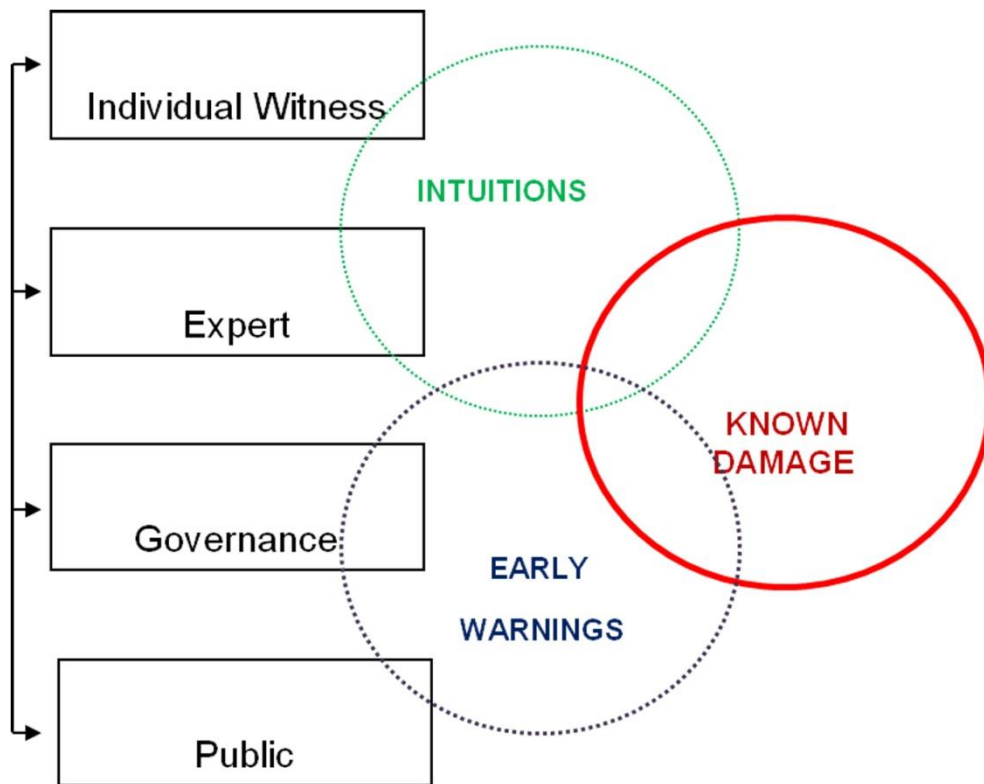 Individual Witness
INTUITIONS
Expert
KNOWN
DAMAGE
Governance
EARLY
WARNINGS
Public